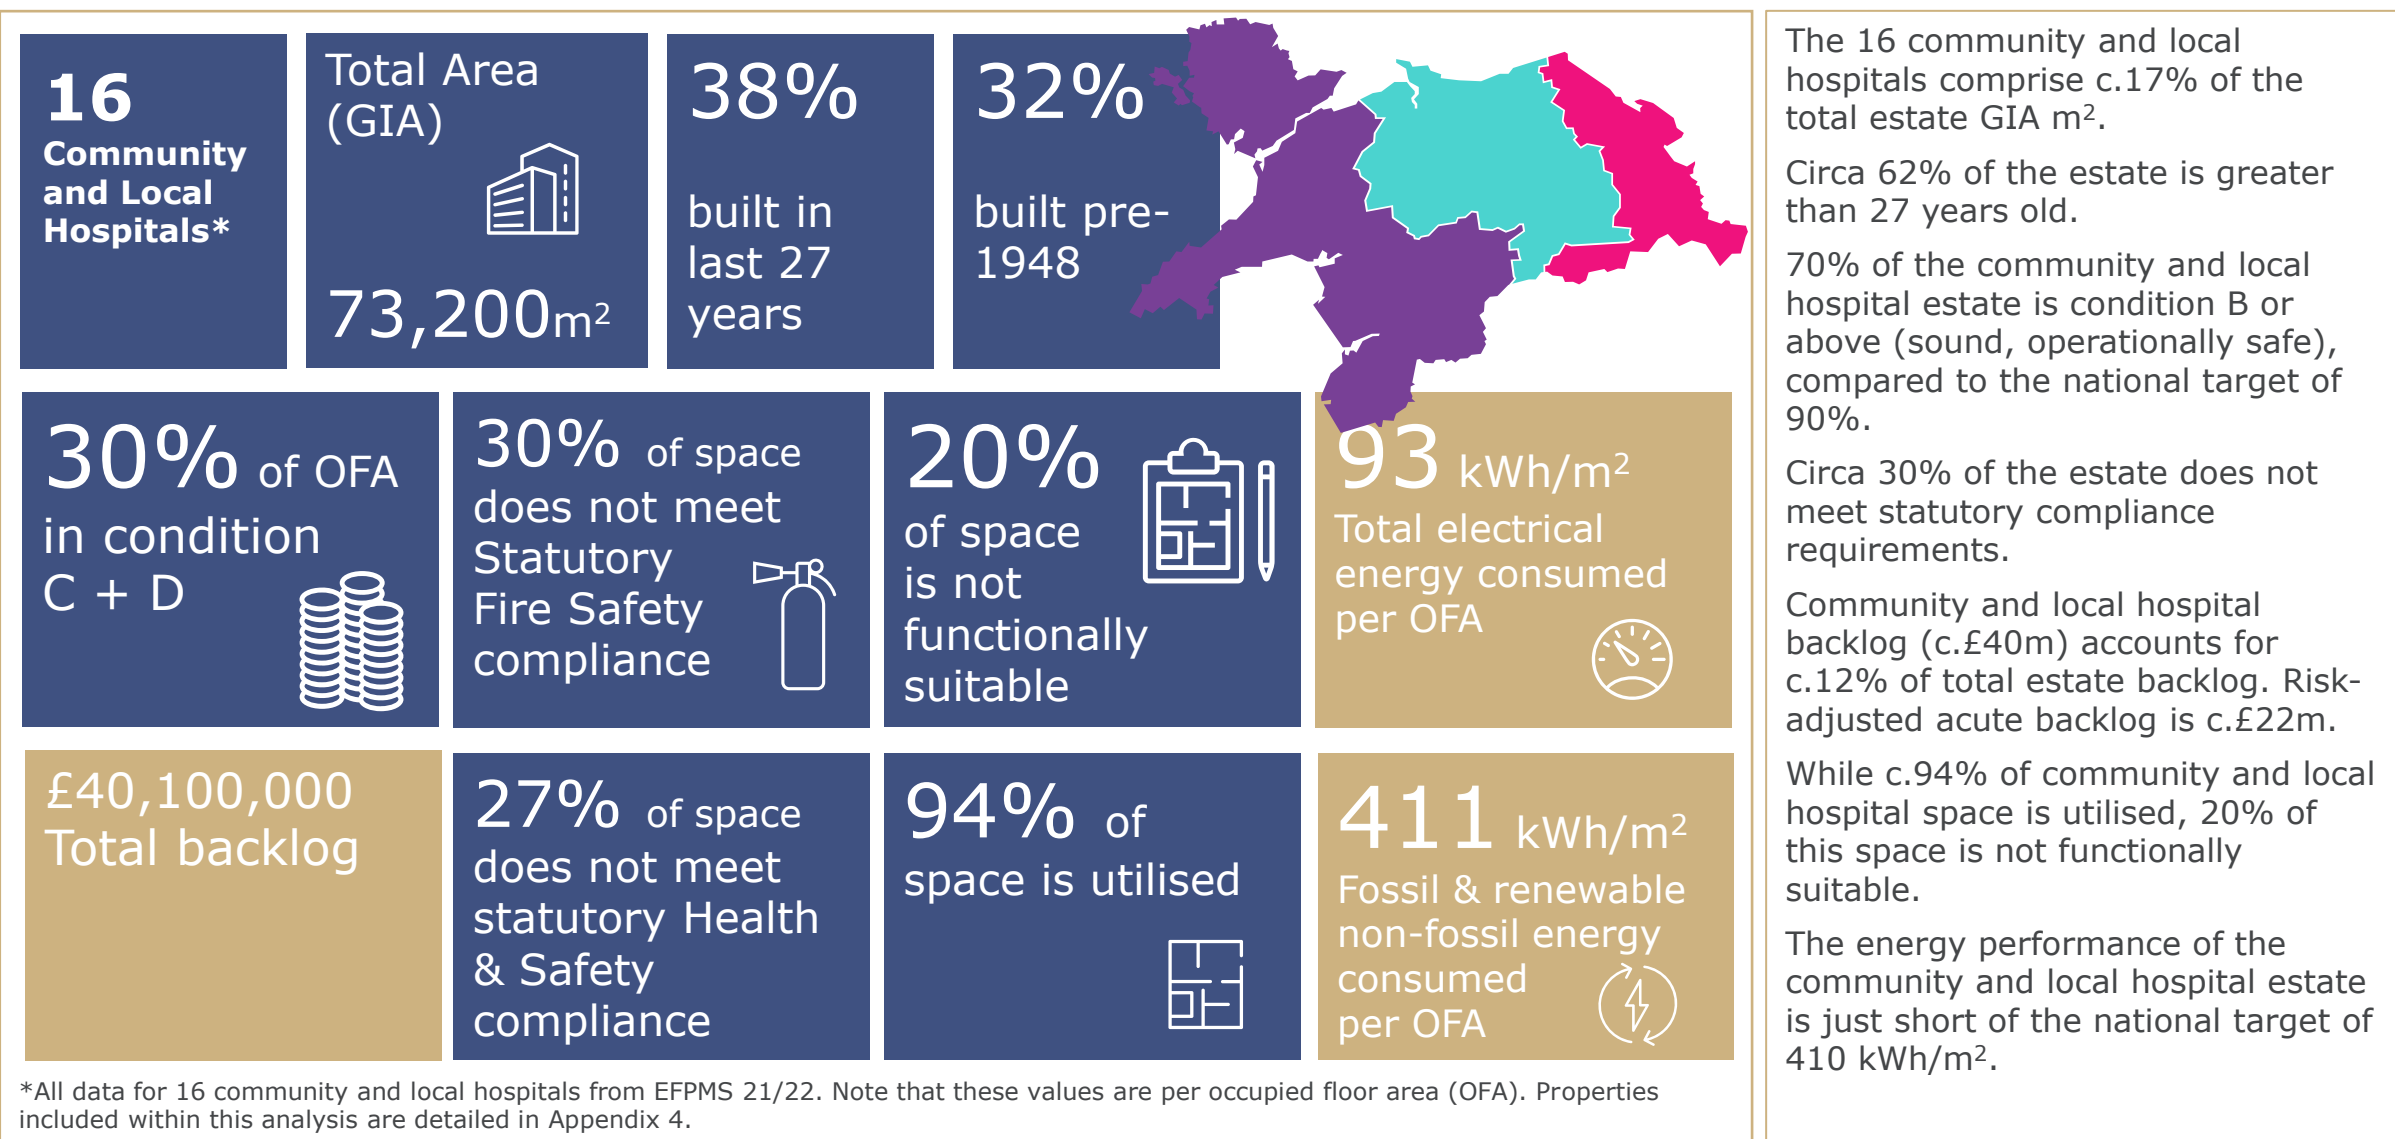 16
Community
and Local
Hospitals*
Total Area
(GIA)
73,200m²
38%
built in
last 27
years
32%
built pre-
1948
30% of OFA
in condition
C + D
30% of space
does not meet
Statutory
Fire Safety
compliance
20%
of space
is not
functionally
suitable
93 kWh/m²
Total electrical
energy consumed
per OFA
£40,100,000
Total backlog
27% of space
does not meet
statutory Health
& Safety
compliance
94% of
space is utilised
411 kWh/m²
Fossil & renewable
non-fossil energy
consumed
per OFA
*All data for 16 community and local hospitals from EFPMS 21/22. Note that these values are per occupied floor area (OFA). Properties
included within this analysis are detailed in Appendix 4.
The 16 community and local
hospitals comprise c.17% of the
total estate GIA m².
Circa 62% of the estate is greater
than 27 years old.
70% of the community and local
hospital estate is condition B or
above (sound, operationally safe),
compared to the national target of
90%.
Circa 30% of the estate does not
meet statutory compliance
requirements.
Community and local hospital
backlog (c.£40m) accounts for
c.12% of total estate backlog. Risk-
adjusted acute backlog is c.£22m.
While c.94% of community and local
hospital space is utilised, 20% of
this space is not functionally
suitable.
The energy performance of the
community and local hospital estate
is just short of the national target of
410 kWh/m².